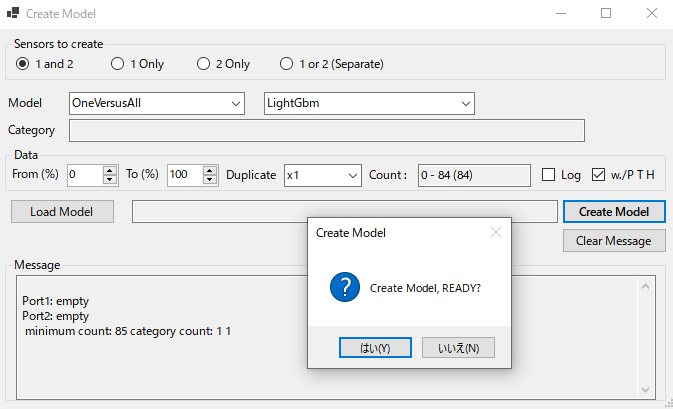 Create Model
Sensors to create
1 and 2 1 Only 2 Only 1 or 2 (Separate)
Model OneVersusAll LightGbm
Category
Data
From (%) 0 To (%) 100 Duplicate x1 Count : 0 - 84 (84) Log w./P T H
Load Model Create Model
Clear Message
Create Model
Create Model, READY?
はい(Y) いいえ(N)
Message
Port1: empty
Port2: empty
minimum count: 85 category count: 1 1